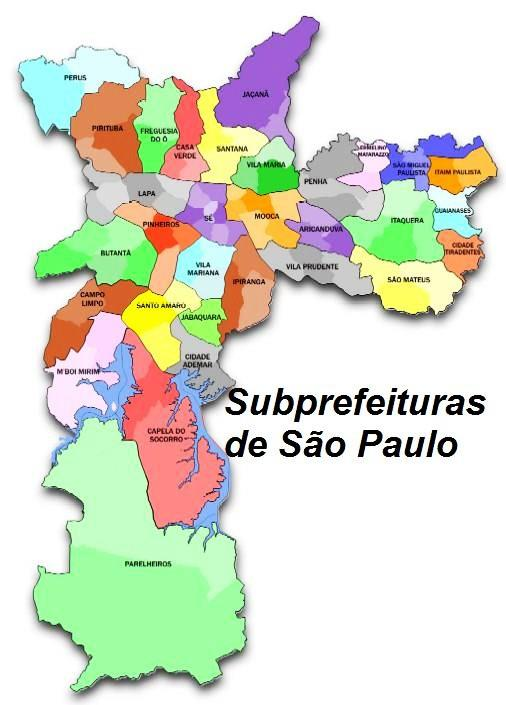 PERUS
JAÇANÃ
PIRITUBA
FREGUESIA
DO Ó
CASA
VERDE
SANTANA
VILA MARIA
ERMELINO
MATARAZZO
SÃO MIGUEL
PAULISTA
ITAIM PAULISTA
PENHA
LAPA
SÉ
MOOCA
ARICANDUVA
ITAQUERA
GUAIANASES
CIDADE
TIRADENTES
PINHEIROS
BUTANTÃ
VILA
MARIANA
IPIRANGA
VILA PRUDENTE
SÃO MATEUS
CAMPO
LIMPO
SANTO AMARO
JABAQUARA
CIDADE
ADEMAR
M'BOI MIRIM
Subprefeituras
de São Paulo
CAPELA DO
SOCORRO
PARELHEIROS